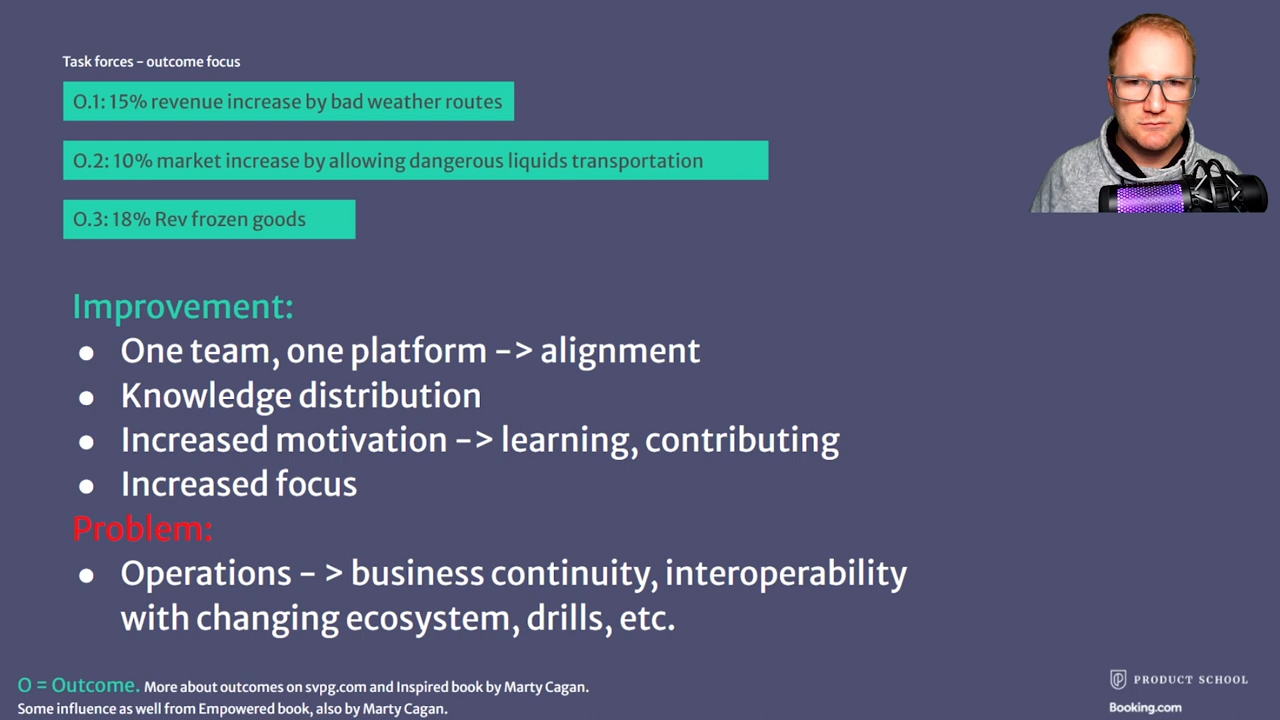 Task forces - outcome focus
O.1: 15% revenue increase by bad weather routes
O.2: 10% market increase by allowing dangerous liquids transportation
O.3: 18% Rev frozen goods
Improvement:
● One team, one platform -> alignment
● Knowledge distribution
● Increased motivation -> learning, contributing
● Increased focus
Problem:
● Operations - > business continuity, interoperability
with changing ecosystem, drills, etc.
O = Outcome. More about outcomes on svpg.com and Inspired book by Marty Cagan.
Some influence as well from Empowered book, also by Marty Cagan.
PRODUCT SCHOOL
Booking.com